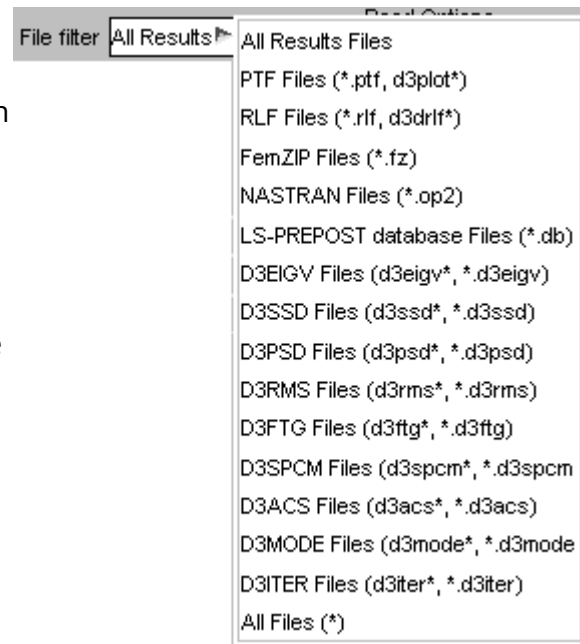 Read Options
File filter All Results
All Results Files
PTF Files (*.ptf, d3plot*)
RLF Files (*.rlf, d3drlf*)
FemZIP Files (*.fz)
NASTRAN Files (*.op2)
LS-PREPOST database Files (*.db)
D3EIGV Files (d3eigv*, *.d3eigv)
D3SSD Files (d3ssd*, *.d3ssd)
D3PSD Files (d3psd*, *.d3psd)
D3RMS Files (d3rms*, *.d3rms)
D3FTG Files (d3ftg*, *.d3ftg)
D3SPCM Files (d3spcm*, *.d3spcm
D3ACS Files (d3acs*, *.d3acs)
D3MODE Files (d3mode*, *.d3mode
D3ITER Files (d3iter*, *.d3iter)
All Files (*)